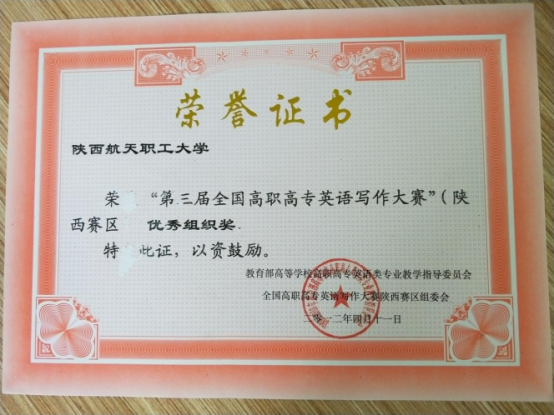 荣誉证书
陕西航天职工大学
荣 “第三届全国高职高专英语写作大赛”（陕
西赛区 优秀组织奖.
特 此证，以资鼓励。
教育部高等学校高职高专英语类专业教学指导委员会
全国高职高专英语写作大赛陕西赛区组委会
二 一二年四月十一日